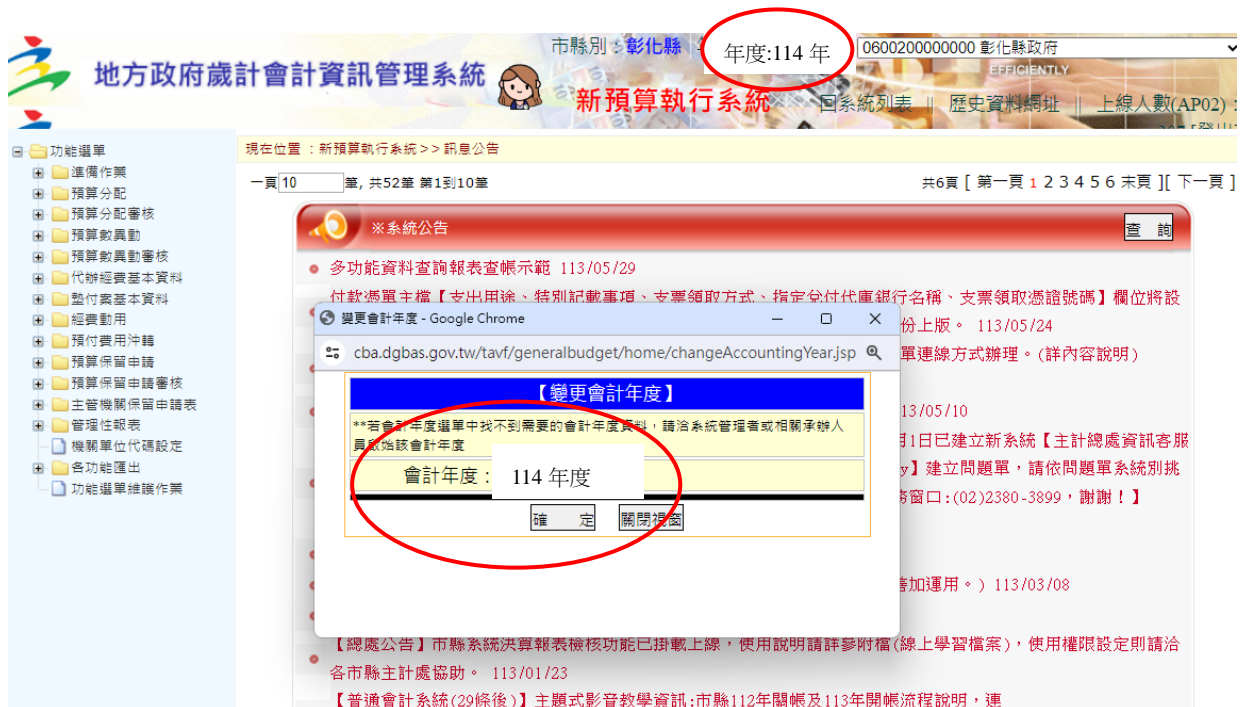 地方政府歲計會計資訊管理系統
市縣別：彰化縣
年度:114 年
0600200000000 彰化縣政府
EFFICIENTLY
新預算執行系統
回系統列表 || 歷史資料網址 || 上線人數(AP02)：
功能選單
準備作業
預算分配
預算分配審核
預算數異動
預算數異動審核
代辦經費基本資料
墊付案基本資料
經費動用
預付費用沖轉
預算保留申請
預算保留申請審核
主管機關保留申請表
管理性報表
機關單位代碼設定
各功能匯出
功能選單維護作業
現在位置 ：新預算執行系統>>訊息公告
一頁10 筆, 共52筆 第1到10筆
共6頁 [ 第一頁 1 2 3 4 5 6 末頁 ][ 下一頁 ]
※系統公告
查 詢
多功能資料查詢報表查帳示範 113/05/29
付款憑單主檔【支出用途、特別記載事項、支票領取方式、指定兌付代庫銀行名稱、支票領取憑證號碼】欄位將設
份上版。 113/05/24
單連線方式辦理。(詳內容說明)
13/05/10
月1日已建立新系統【主計總處資訊客服
y】建立問題單，請依問題單系統別挑
務窗口:(02)2380-3899，謝謝！】
善加運用。) 113/03/08
變更會計年度 - Google Chrome
cba.dgbas.gov.tw/tavf/generalbudget/home/changeAccountingYear.jsp
【變更會計年度】
**若會計年度選單中找不到需要的會計年度資料，請洽系統管理者或相關承辦人
員啟始該會計年度
會計年度： 114 年度
確 定 關閉視窗
【總處公告】市縣系統決算報表檢核功能已掛載上線，使用說明請詳參附檔(線上學習檔案)，使用權限設定則請洽
各市縣主計處協助。 113/01/23
【普通會計系統(29條後)】主題式影音教學資訊:市縣112年關帳及113年開帳流程說明，連